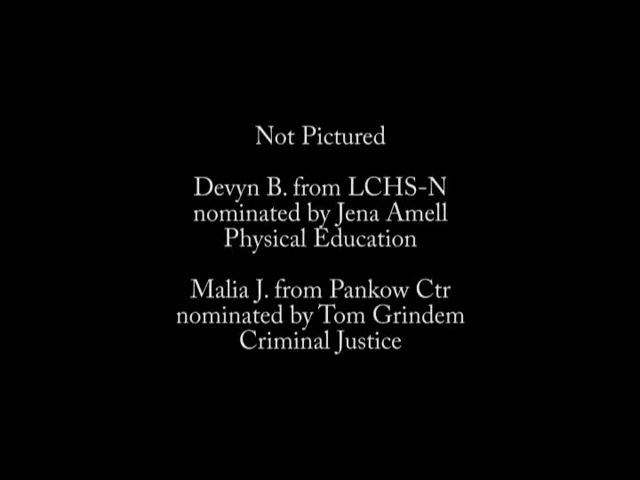 Not Pictured
Devyn B. from LCHS-N
nominated by Jena Amell
Physical Education
Malia J. from Pankow Ctr
nominated by Tom Grindem
Criminal Justice